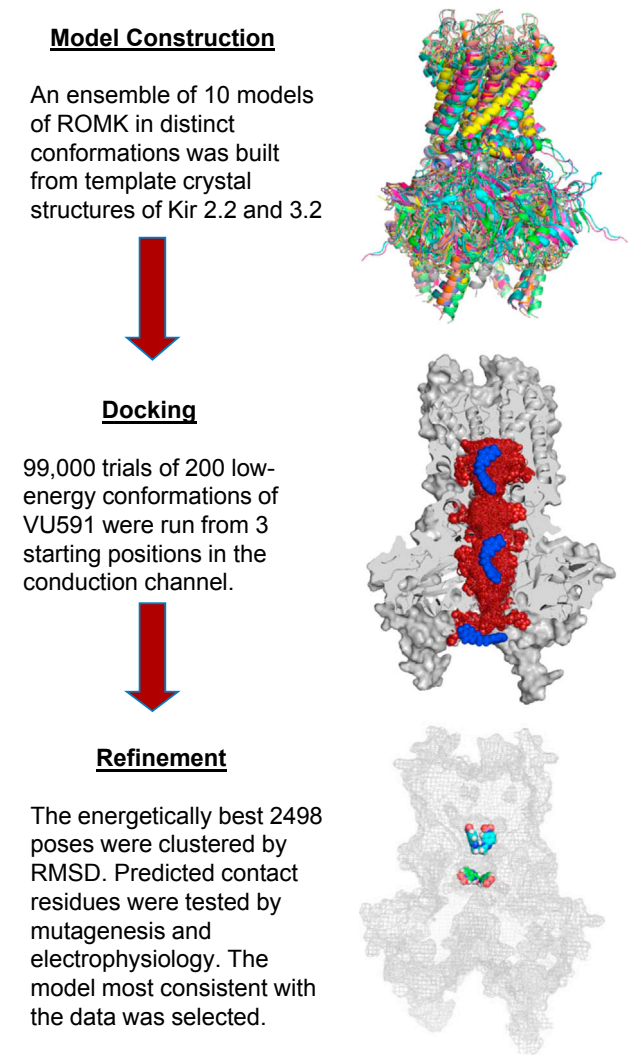 Model Construction
An ensemble of 10 models
of ROMK in distinct
conformations was built
from template crystal
structures of Kir 2.2 and 3.2
Docking
99,000 trials of 200 low-
energy conformations of
VU591 were run from 3
starting positions in the
conduction channel.
Refinement
The energetically best 2498
poses were clustered by
RMSD. Predicted contact
residues were tested by
mutagenesis and
electrophysiology. The
model most consistent with
the data was selected.